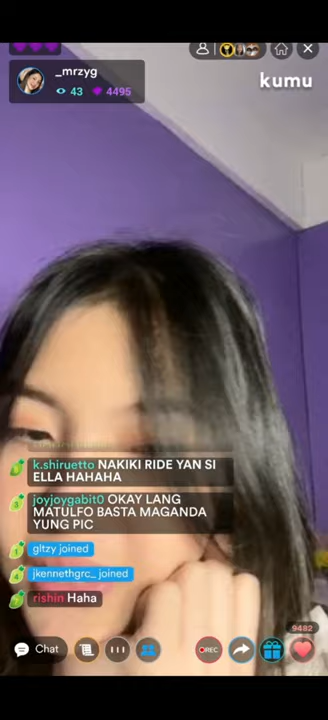 _mrzyg
43 4495
kumu
k.shiruetto NAKIKI RIDE YAN SI
ELLA HAHAHA
joyjoygabit0 OKAY LANG
MATULFO BASTA MAGANDA
YUNG PIC
gltzy joined
jkennethgrc_ joined
rishin Haha
9482
Chat
REC